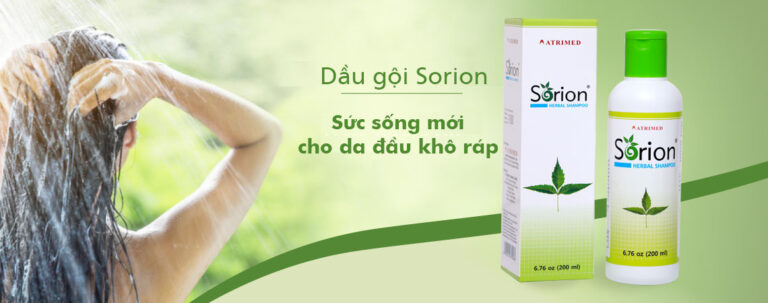 Dầu gội Sorion
Sức sống mới
cho da đầu khô ráp
ATRIMED
Sorion®
HERBAL SHAMPOO
6.76 oz (200 ml)
ATRIMED
Sorion®
HERBAL SHAMPOO
6.76 oz (200 ml)